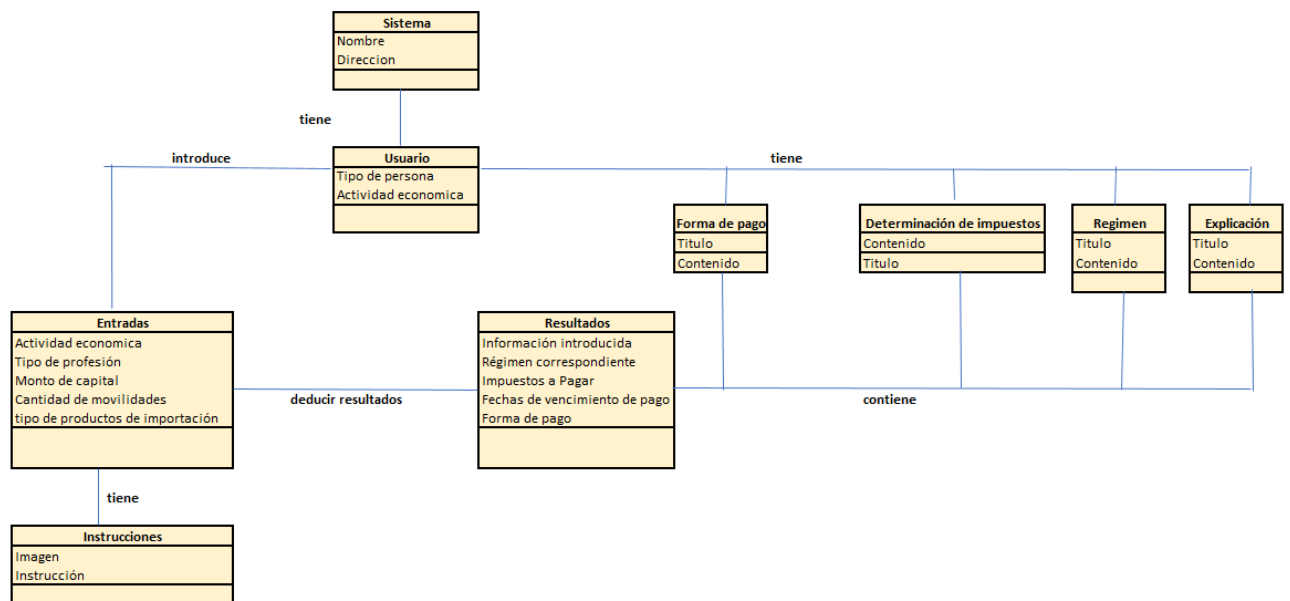 Sistema
Nombre
Direccion
tiene
introduce
Usuario
tiene
Tipo de persona
Actividad economica
Forma de pago
Titulo
Contenido
Determinación de impuestos
Contenido
Titulo
Regimen
Titulo
Contenido
Explicación
Titulo
Contenido
Entradas
Actividad economica
Tipo de profesión
Monto de capital
Cantidad de movilidades
tipo de productos de importación
deducir resultados
Resultados
Información introducida
Régimen correspondiente
Impuestos a Pagar
Fechas de vencimiento de pago
Forma de pago
contiene
tiene
Instrucciones
Imagen
Instrucción